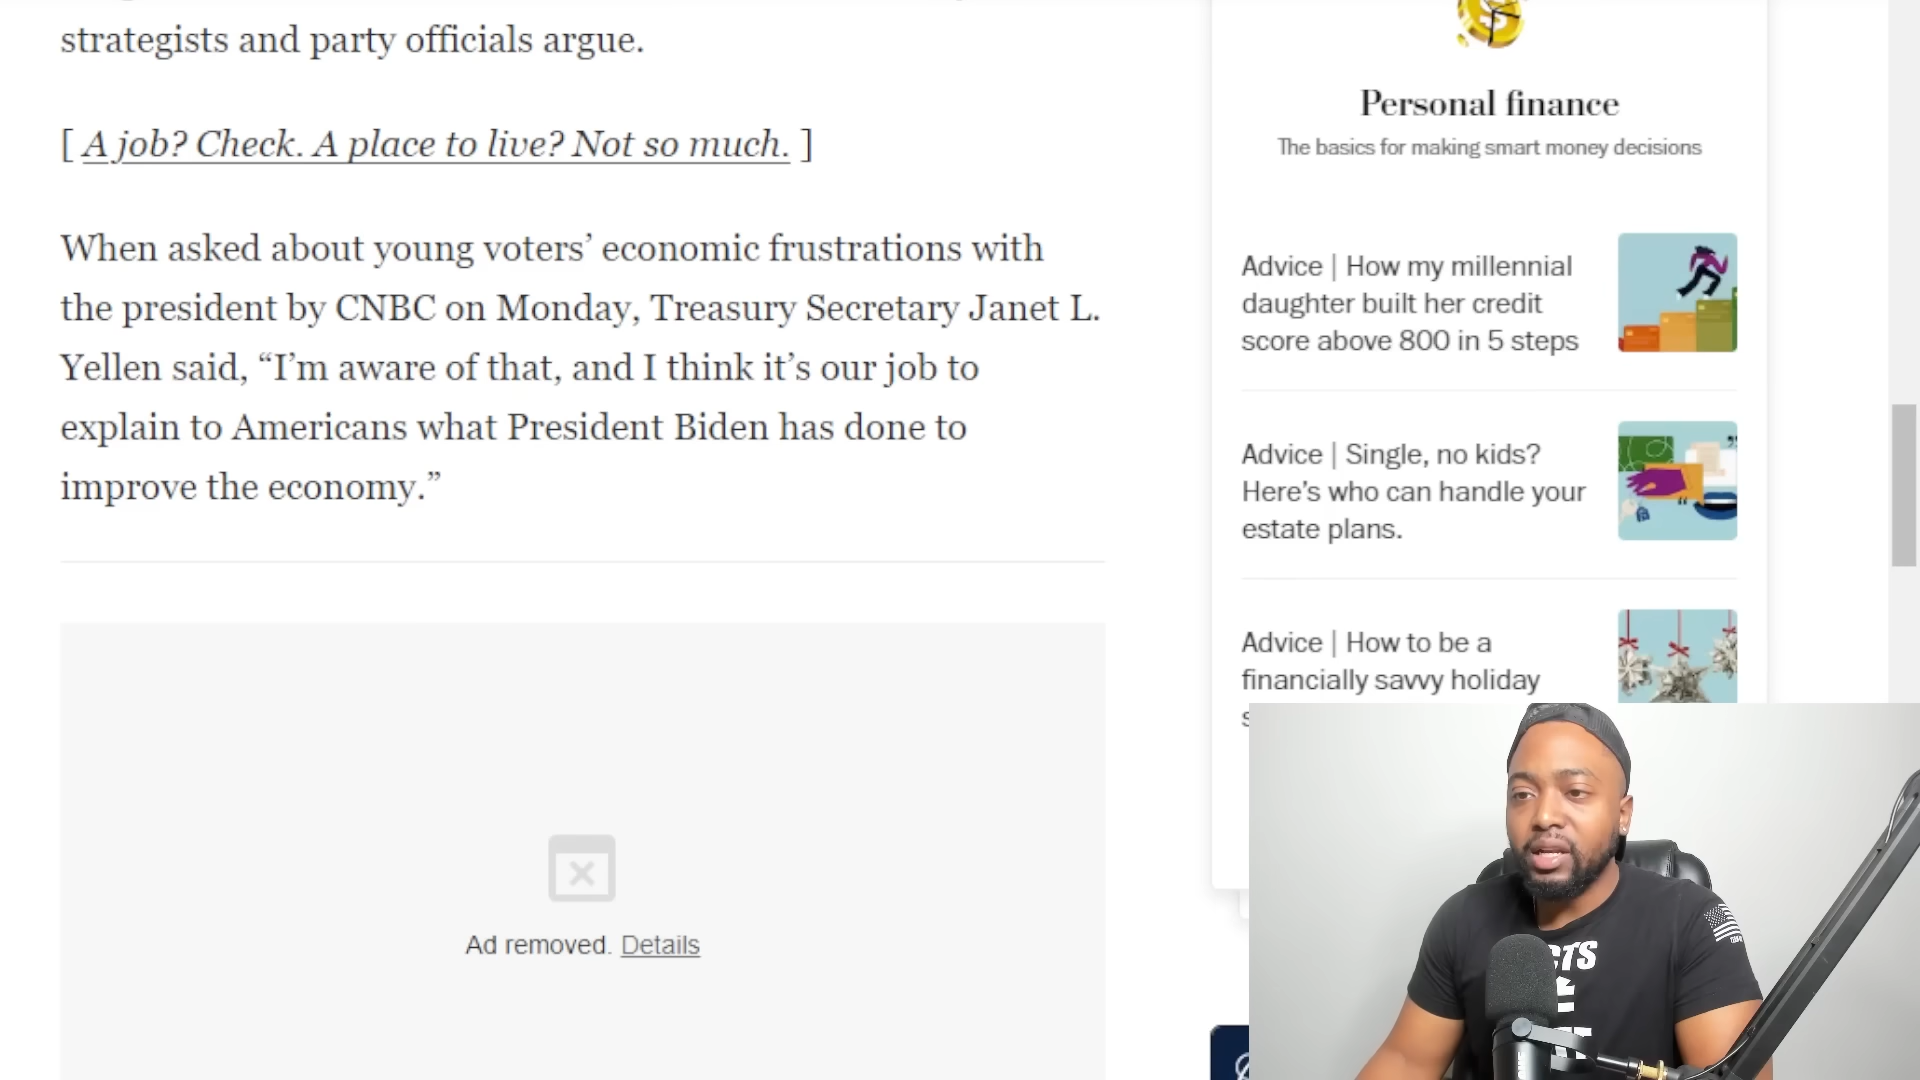 strategists and party officials argue.
[ A job? Check. A place to live? Not so much. ]
When asked about young voters’ economic frustrations with
the president by CNBC on Monday, Treasury Secretary Janet L.
Yellen said, “I’m aware of that, and I think it’s our job to
explain to Americans what President Biden has done to
improve the economy.”
Ad removed. Details
Personal finance
The basics for making smart money decisions
Advice | How my millennial
daughter built her credit
score above 800 in 5 steps
Advice | Single, no kids?
Here’s who can handle your
estate plans.
Advice | How to be a
financially savvy holiday